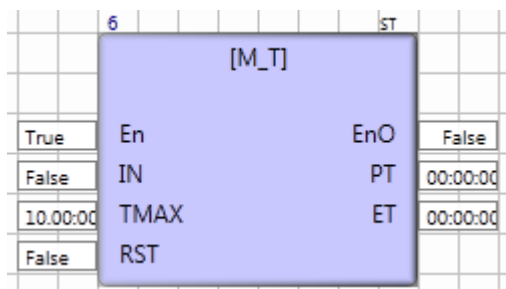 6 ST
[M_T]
True En EnO False
False IN PT 00:00:00
10.00:00 TMAX ET 00:00:00
False RST